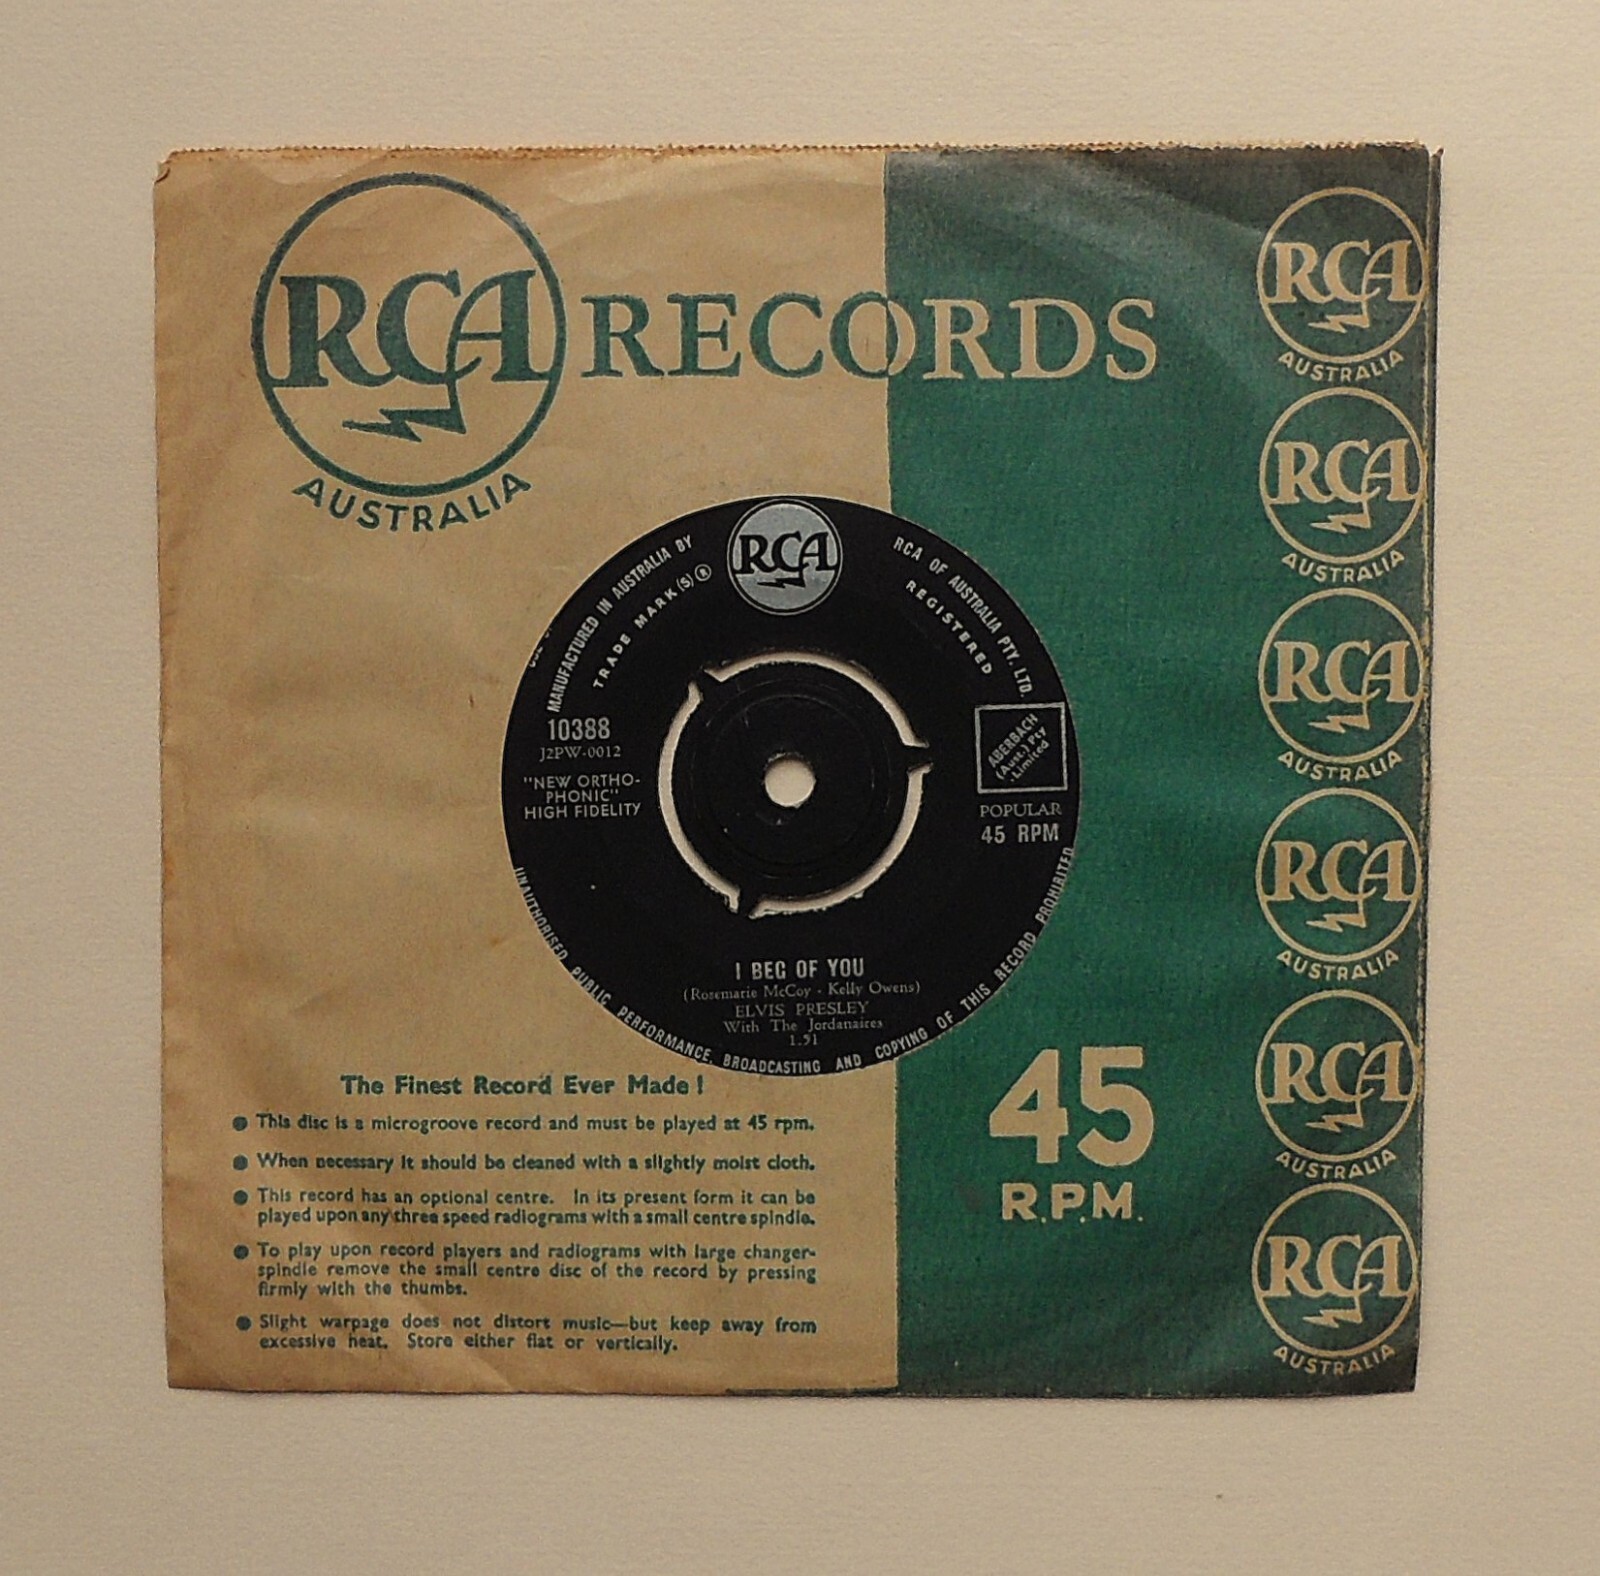 RCA RECORDS
AUSTRALIA
RCA
AUSTRALIA
RCA
AUSTRALIA
RCA
AUSTRALIA
RCA
AUSTRALIA
RCA
AUSTRALIA
RCA
AUSTRALIA
RCA
MANUFACTURED IN AUSTRALIA BY
RCA OF AUSTRALIA PTY. LTD.
TRADE MARK(S) ®
REGISTERED
10388
J2PW-0012
"NEW ORTHO-
PHONIC"
HIGH FIDELITY
ABERBACH
(Aust.) Pty
Limited
POPULAR
45 RPM
I BEG OF YOU
(Rosemarie McCoy - Kelly Owens)
ELVIS PRESLEY
With The Jordanaires
1.51
UNAUTHORISED PUBLIC PERFORMANCE, BROADCASTING AND COPYING OF THIS RECORD PROHIBITED
The Finest Record Ever Made !
● This disc is a microgroove record and must be played at 45 rpm.
● When necessary it should be cleaned with a slightly moist cloth.
● This record has an optional centre. In its present form it can be
played upon any three speed radiograms with a small centre spindle.
● To play upon record players and radiograms with large changer-
spindle remove the small centre disc of the record by pressing
firmly with the thumbs.
● Slight warpage does not distort music—but keep away from
excessive heat. Store either flat or vertically.
45
R.P.M.